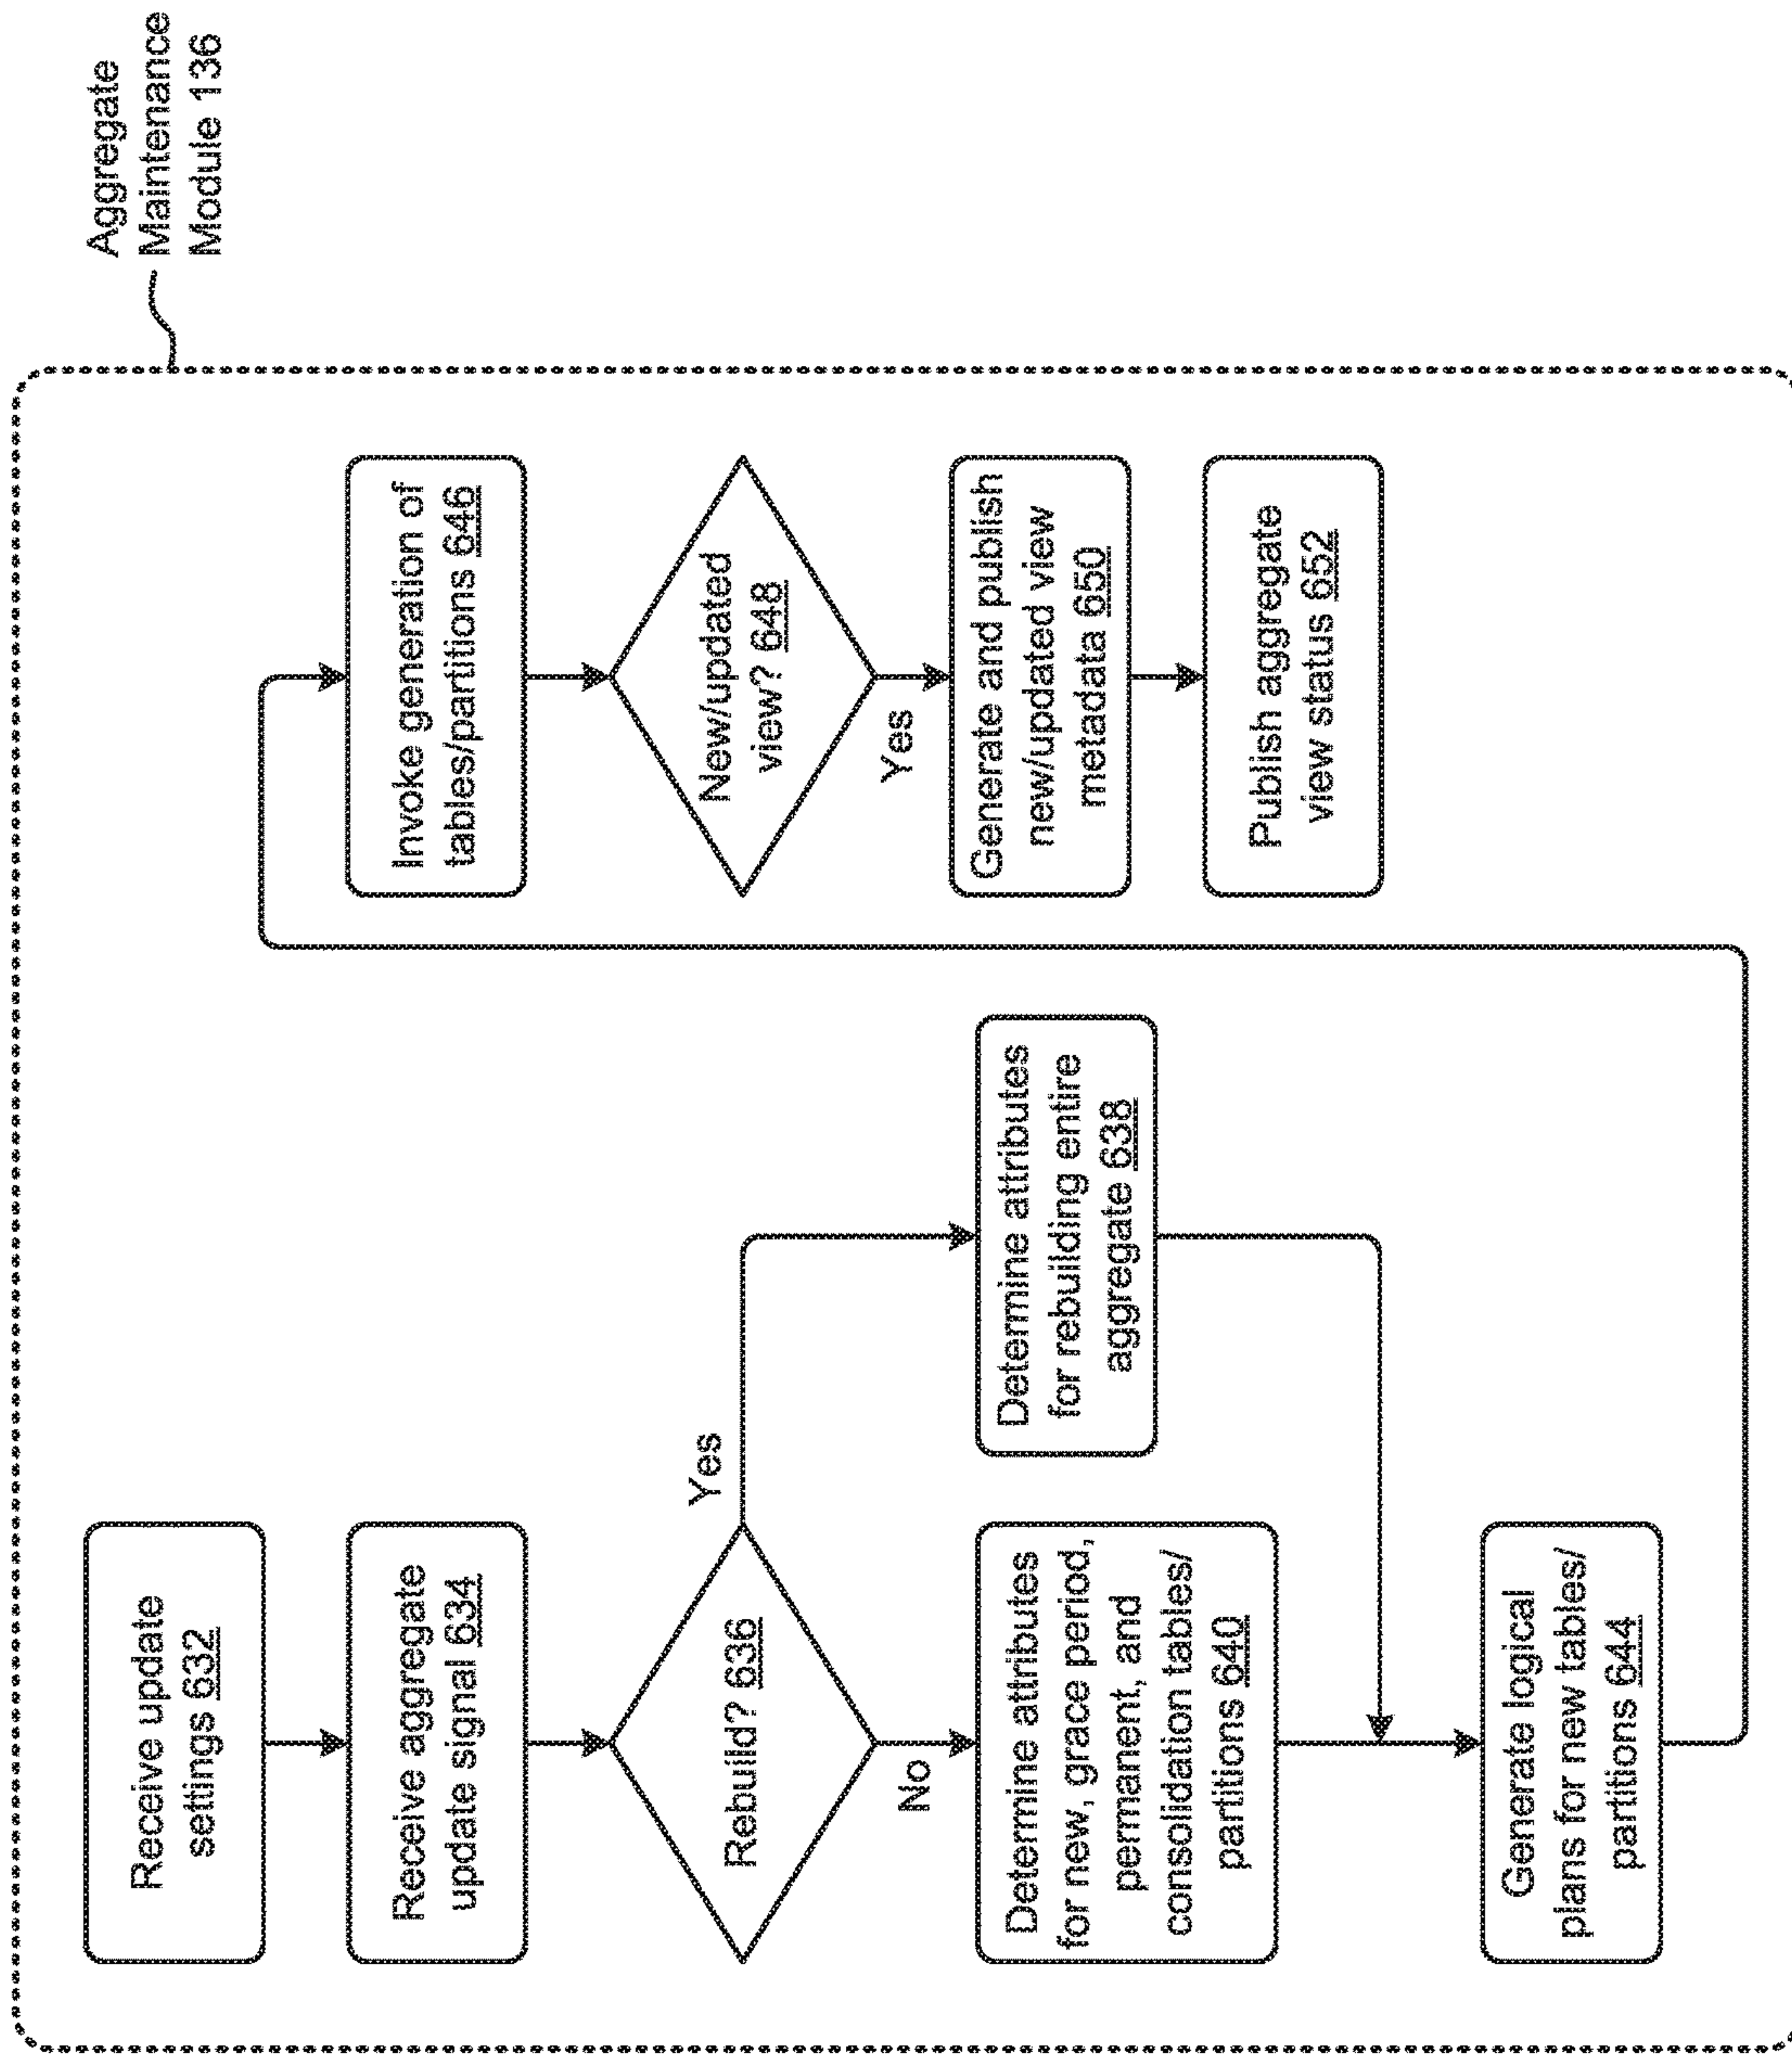 Aggregate
Maintenance
Module 136
Receive update
settings 632
Receive aggregate
update signal 634
Rebuild? 636
Yes
No
Determine attributes
for rebuilding entire
aggregate 638
Determine attributes
for new, grace period,
permanent, and
consolidation tables/
partitions 640
Generate logical
plans for new tables/
partitions 644
Invoke generation of
tables/partitions 646
New/updated
view? 648
Yes
Generate and publish
new/updated view
metadata 650
Publish aggregate
view status 652